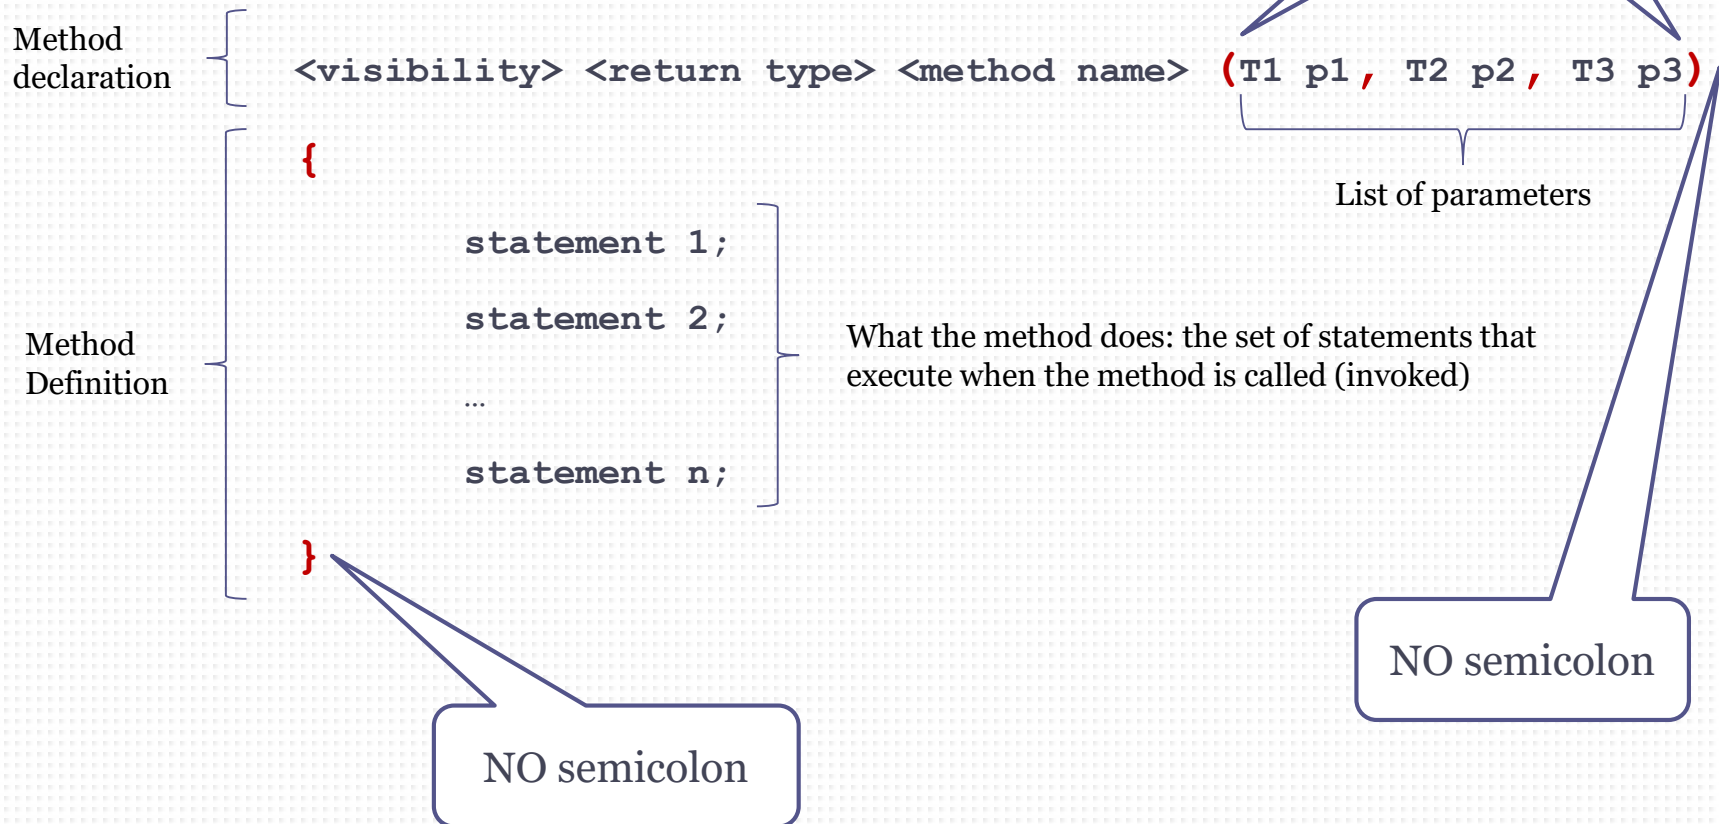 Method
declaration
<visibility> <return type> <method name> (T1 p1, T2 p2, T3 p3)
List of parameters
{
statement 1;
statement 2;
…
statement n;
}
Method
Definition
What the method does: the set of statements that
execute when the method is called (invoked)
NO semicolon
NO semicolon